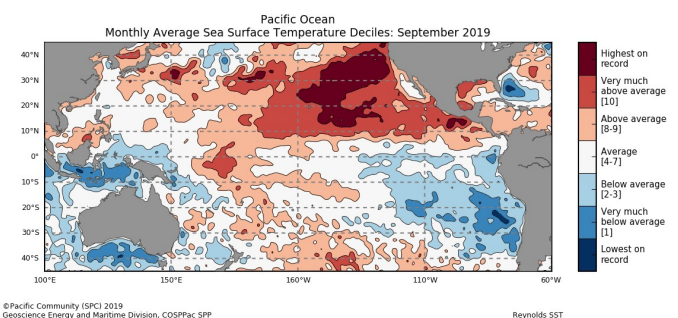 Pacific Ocean
Monthly Average Sea Surface Temperature Deciles: September 2019
40°N
30°N
20°N
10°N
0°
10°S
20°S
30°S
40°S
100°E
150°E
160°W
110°W
60°W
Highest on
record
Very much
above average
[10]
Above average
[8-9]
Average
[4-7]
Below average
[2-3]
Very much
below average
[1]
Lowest on
record
©Pacific Community (SPC) 2019
Geoscience Energy and Maritime Division, COSPPac SPP
Reynolds SST